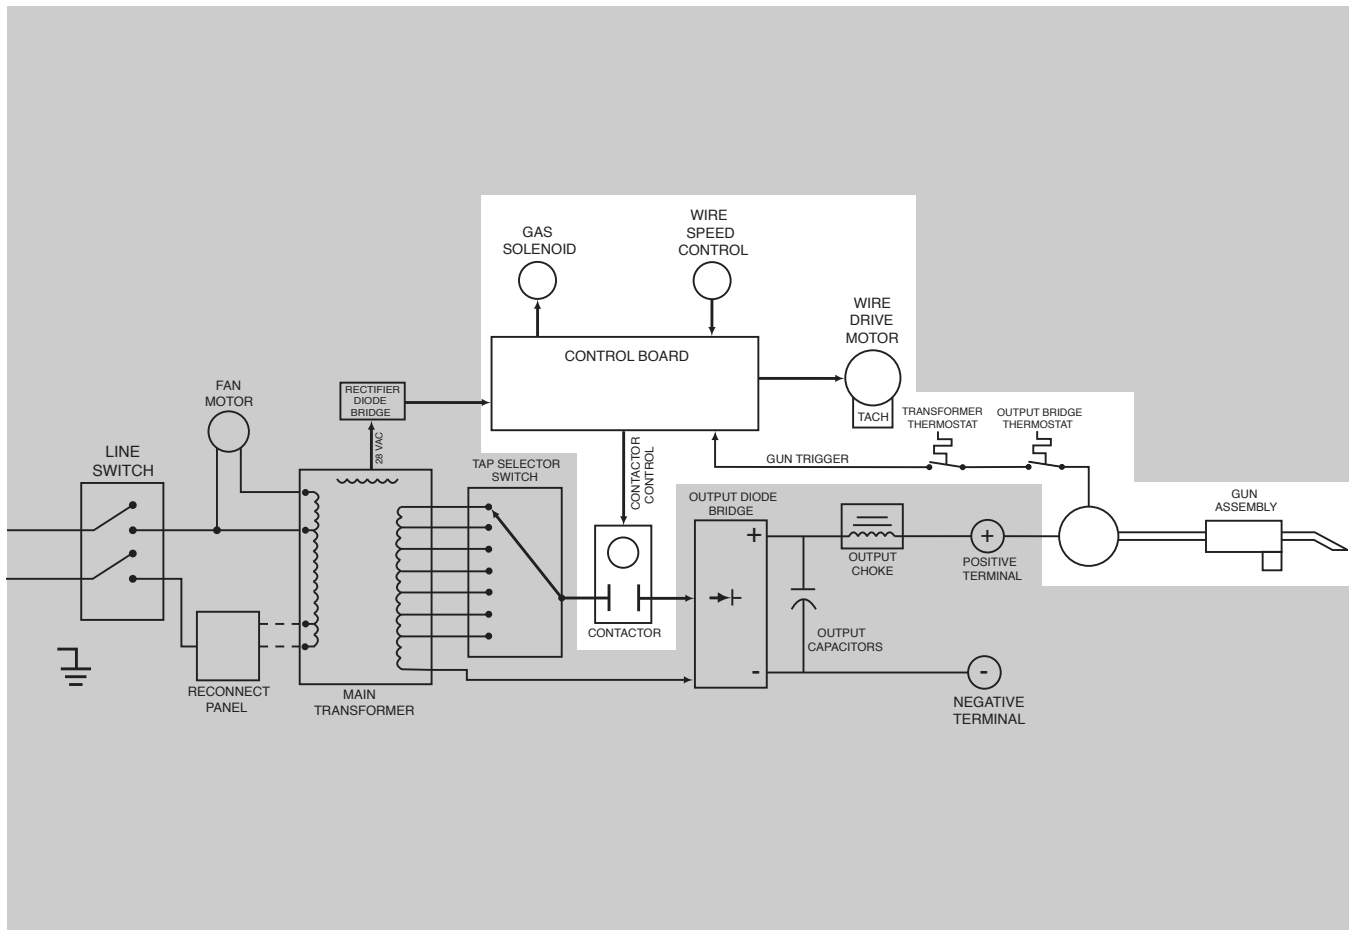 GAS
SOLENOID
WIRE
SPEED
CONTROL
WIRE
DRIVE
MOTOR
CONTROL BOARD
TACH
FAN
MOTOR
RECTIFIER
DIODE
BRIDGE
28 VAC
LINE
SWITCH
TAP SELECTOR
SWITCH
CONTACTOR
CONTROL
GUN TRIGGER
TRANSFORMER
THERMOSTAT
OUTPUT BRIDGE
THERMOSTAT
OUTPUT DIODE
BRIDGE
+
-
GUN
ASSEMBLY
OUTPUT
CHOKE
+
POSITIVE
TERMINAL
CONTACTOR
OUTPUT
CAPACITORS
RECONNECT
PANEL
MAIN
TRANSFORMER
-
NEGATIVE
TERMINAL